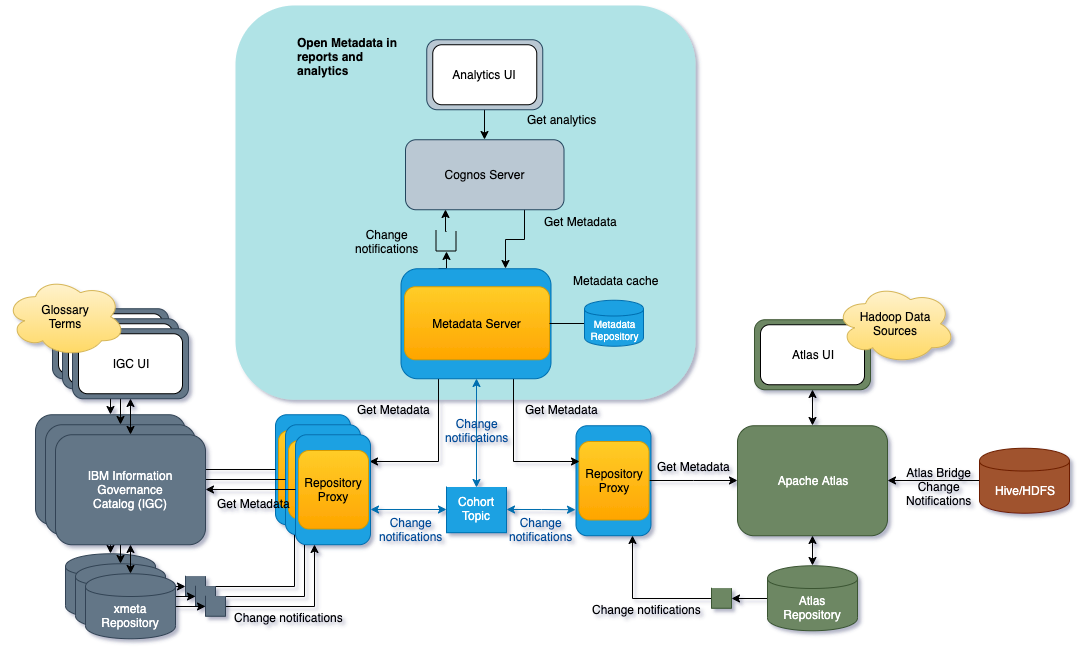 Open Metadata in
reports and
analytics
Analytics UI
Get analytics
Cognos Server
Get Metadata
Change
notifications
Metadata cache
Metadata Server
Metadata
Repository
Glossary
Terms
IGC UI
Hadoop Data
Sources
Atlas UI
Get Metadata
Get Metadata
Change
notifications
IBM Information
Governance
Catalog (IGC)
Get Metadata
Repository
Proxy
Change
notifications
Cohort
Topic
Change
notifications
Repository
Proxy
Get Metadata
Apache Atlas
Atlas Bridge
Change
Notifications
Hive/HDFS
xmeta
Repository
Change notifications
Change notifications
Atlas
Repository